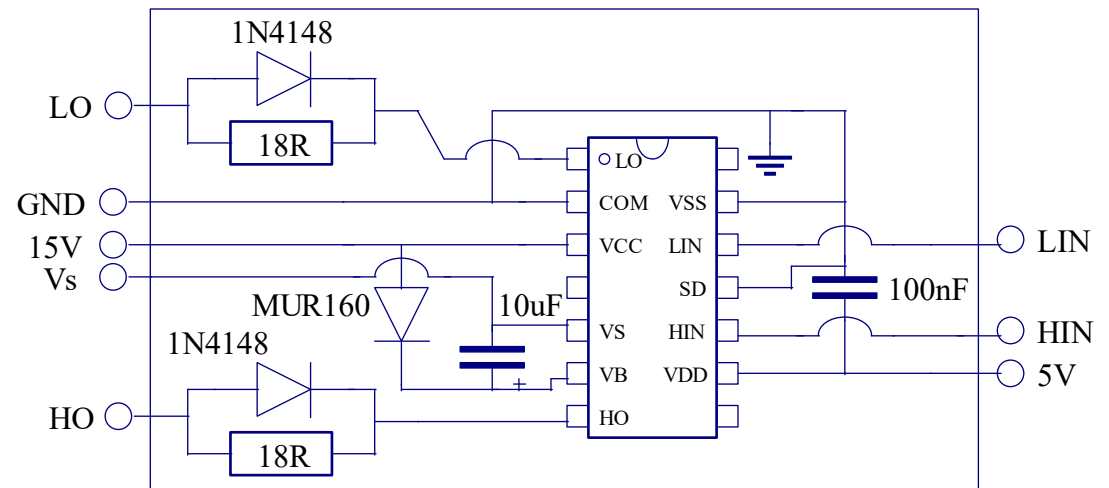 1N4148
LO
18R
LO
GND
COM VSS
15V
VCC LIN
LIN
Vs
SD
MUR160
10uF
100nF
VS HIN
HIN
1N4148
VB VDD
5V
+
HO
HO
18R